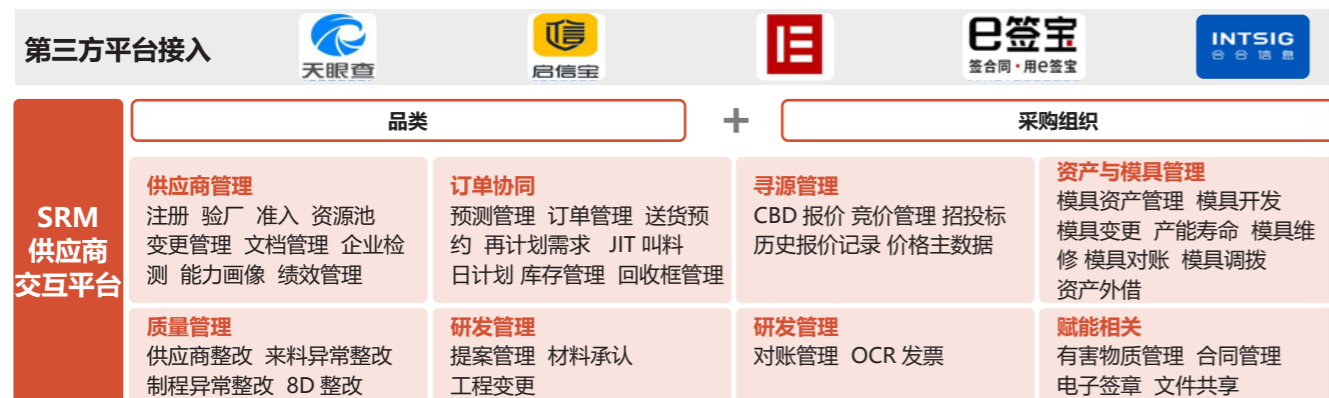 第三方平台接入
天眼查
信
启信宝
e签宝
签合同·用e签宝
INTSIG
合合信息
品类
+
采购组织
SRM
供应商
交互平台
供应商管理
注册 验厂 准入 资源池
变更管理 文档管理 企业检
测 能力画像 绩效管理
订单协同
预测管理 订单管理 送货预
约 再计划需求 JIT 叫料
日计划 库存管理 回收框管理
寻源管理
CBD 报价 竞价管理 招投标
历史报价记录 价格主数据
资产与模具管理
模具资产管理 模具开发
模具变更 产能寿命 模具维
修 模具对账 模具调拨
资产外借
质量管理
供应商整改 来料异常整改
制程异常整改 8D 整改
研发管理
提案管理 材料承认
工程变更
研发管理
对账管理 OCR 发票
赋能相关
有害物质管理 合同管理
电子签章 文件共享